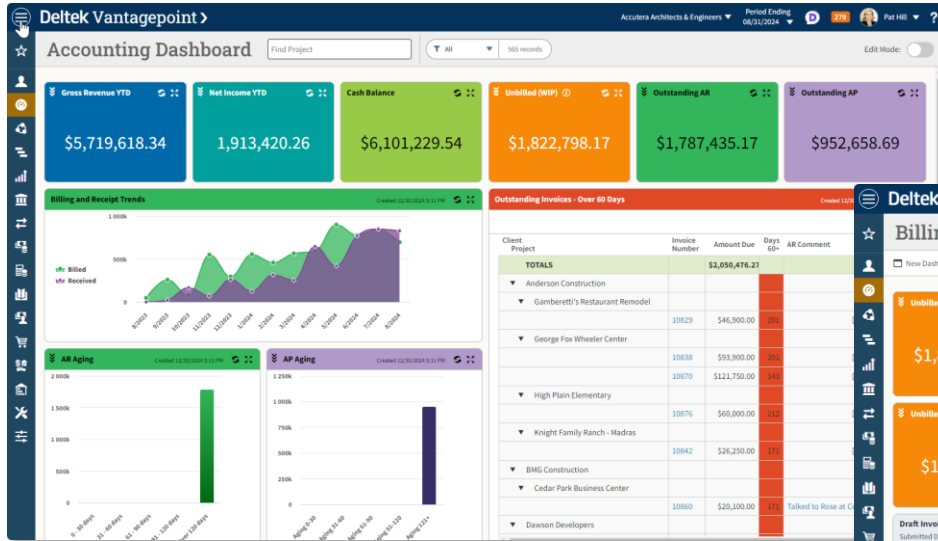 Deltek Vantagepoint
Accutera Architects & Engineers
Period Ending
08/31/2024
D
279
Pat Hill
?
Accounting Dashboard
Find Project
All
565 records
Edit Mode:
Gross Revenue YTD
$5,719,618.34
Net Income YTD
1,913,420.26
Cash Balance
$6,101,229.54
Unbilled (WIP)
$1,822,798.17
Outstanding AR
$1,787,435.17
Outstanding AP
$952,658.69
Billing and Receipt Trends
Created 12/30/2024 5:11 PM
1 000k
500k
0
Billed
Received
8/2023
9/2023
10/2023
11/2023
12/2023
1/2024
2/2024
3/2024
4/2024
5/2024
6/2024
7/2024
8/2024
Outstanding Invoices - Over 60 Days
Created 12/30
Client
Project
Invoice
Number
Amount Due
Days
60+
AR Comment
TOTALS
$2,050,476.27
Anderson Construction
Gamberetti's Restaurant Remodel
10829 $46,900.00 201
George Fox Wheeler Center
10838 $93,900.00 201
10870 $121,750.00 143
High Plain Elementary
10876 $60,000.00 212
Knight Family Ranch - Madras
10842 $26,250.00 171
BMG Construction
Cedar Park Business Center
10860 $20,100.00 171 Talked to Rose at C
Dawson Developers
AR Aging
Created 12/30/2024 5:11 PM
2 000k
1 500k
1 000k
500k
0
0 - 30 days
31 - 60 days
61 - 90 days
91 - 120 days
Over 120 days
AP Aging
Created 12/30/2024 5:11 PM
1 250k
1 000k
750k
500k
250k
0
Aging 0-30
Aging 31-60
Aging 61-90
Aging 91-120
Aging 121+
Deltek
Billin
New Dash
Unbille
$1,
Unbille
$1
Draft Invoi
Submitted D